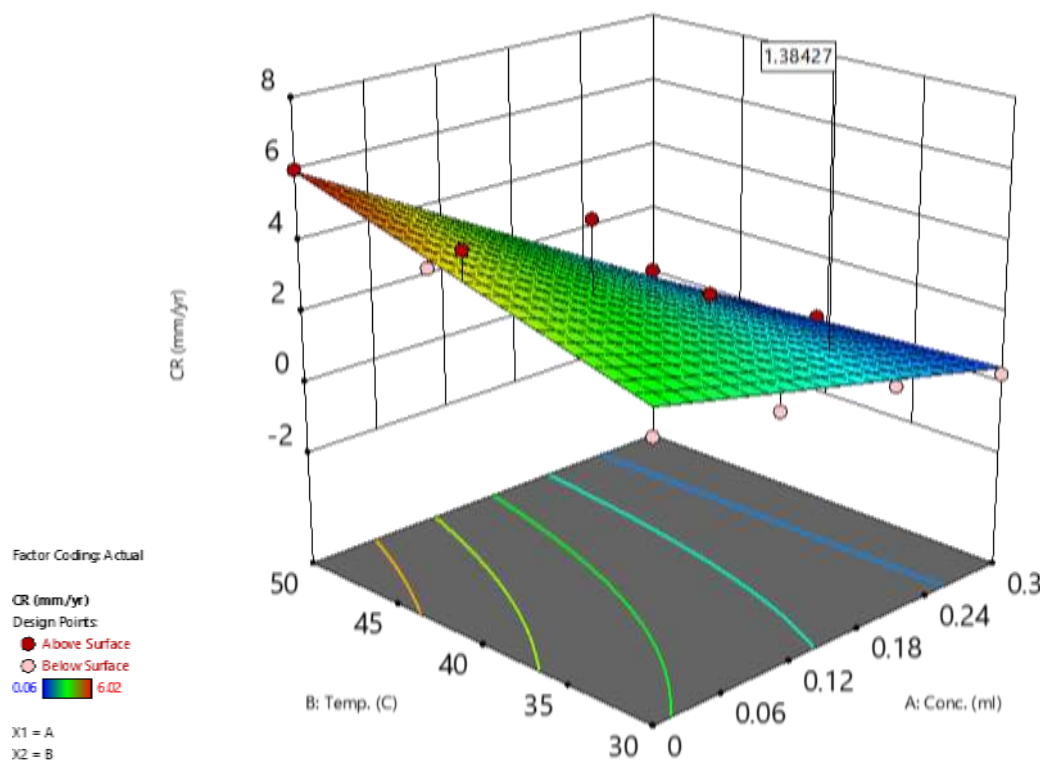 1.38427
8
6
4
2
0
-2
CR (mm/yr)
50
45
40
35
30
B: Temp. (C)
0
0.06
0.12
0.18
0.24
0.3
A: Conc. (ml)
Factor Coding: Actual
CR (mm/yr)
Design Points:
Above Surface
Below Surface
0.06 6.02
X1 = A
X2 = B